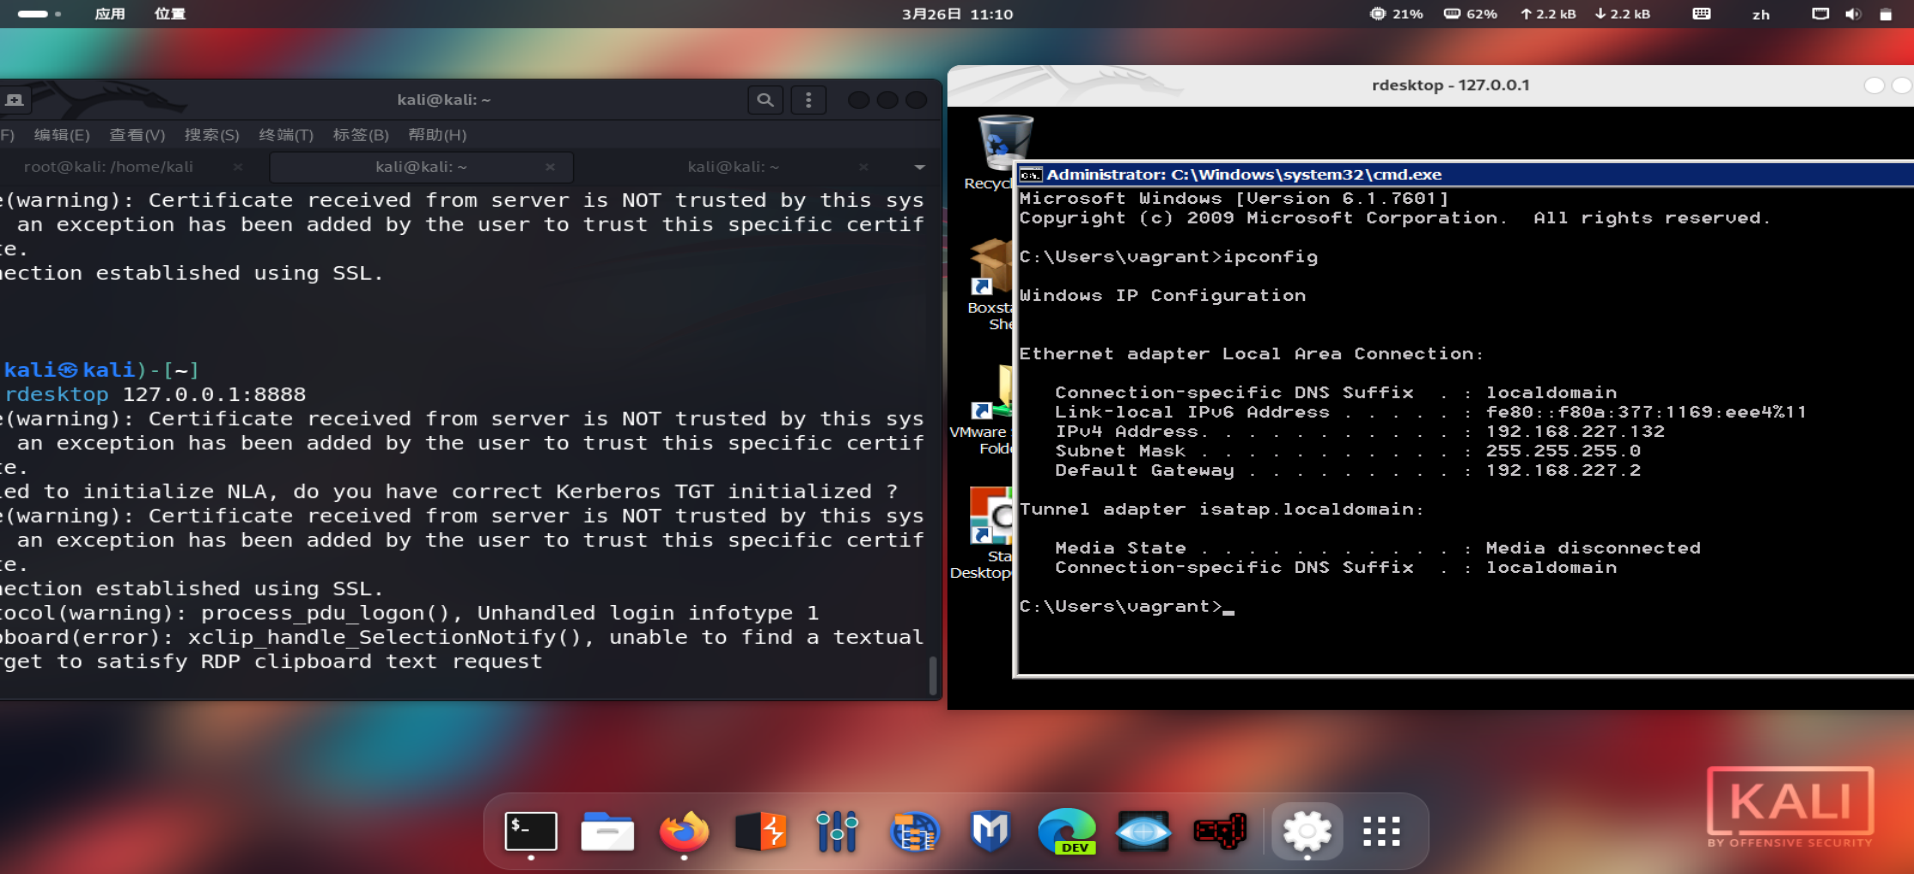 应用 位置
3月26日 11:10
21% 62% ↑ 2.2 kB ↓ 2.2 kB zh
kali@kali: ~
F) 编辑(E) 查看(V) 搜索(S) 终端(T) 标签(B) 帮助(H)
root@kali: /home/kali × kali@kali: ~ × kali@kali: ~ ×
e(warning): Certificate received from server is NOT trusted by this sys
an exception has been added by the user to trust this specific certif
te.
nection established using SSL.
kali㉿kali)-[~]
rdesktop 127.0.0.1:8888
e(warning): Certificate received from server is NOT trusted by this sys
an exception has been added by the user to trust this specific certif
te.
led to initialize NLA, do you have correct Kerberos TGT initialized ?
e(warning): Certificate received from server is NOT trusted by this sys
an exception has been added by the user to trust this specific certif
te.
nection established using SSL.
tocol(warning): process_pdu_logon(), Unhandled login infotype 1
pboard(error): xclip_handle_SelectionNotify(), unable to find a textual
rget to satisfy RDP clipboard text request
rdesktop - 127.0.0.1
Recycl
Boxsta
She
VMware
Folde
Sta
Desktop
Administrator: C:\Windows\system32\cmd.exe
Microsoft Windows [Version 6.1.7601]
Copyright (c) 2009 Microsoft Corporation.  All rights reserved.
C:\Users\vagrant>ipconfig
Windows IP Configuration
Ethernet adapter Local Area Connection:
Connection-specific DNS Suffix  . : localdomain
Link-local IPv6 Address . . . . . : fe80::f80a:377:1169:eee4%11
IPv4 Address. . . . . . . . . . . : 192.168.227.132
Subnet Mask . . . . . . . . . . . : 255.255.255.0
Default Gateway . . . . . . . . . : 192.168.227.2
Tunnel adapter isatap.localdomain:
Media State . . . . . . . . . . . : Media disconnected
Connection-specific DNS Suffix  . : localdomain
C:\Users\vagrant>_
$_
DEV
KALI
BY OFFENSIVE SECURITY